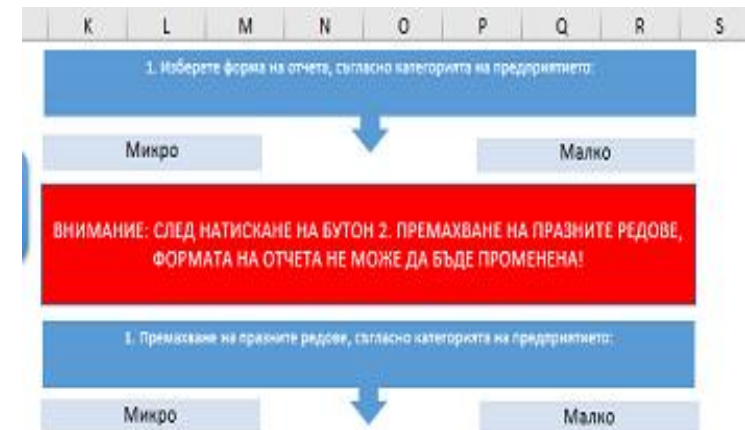 K L M N O P Q R S
1. Изберете форма на отчета, съгласно категорията на предприятието:
Микро Малко
ВНИМАНИЕ: СЛЕД НАТИСКАНЕ НА БУТОН 2. ПРЕМАХВАНЕ НА ПРАЗНИТЕ РЕДОВЕ,
ФОРМАТА НА ОТЧЕТА НЕ МОЖЕ ДА БЪДЕ ПРОМЕНЕНА!
1. Премахване на празните редове, съгласно категорията на предприятието:
Микро Малко